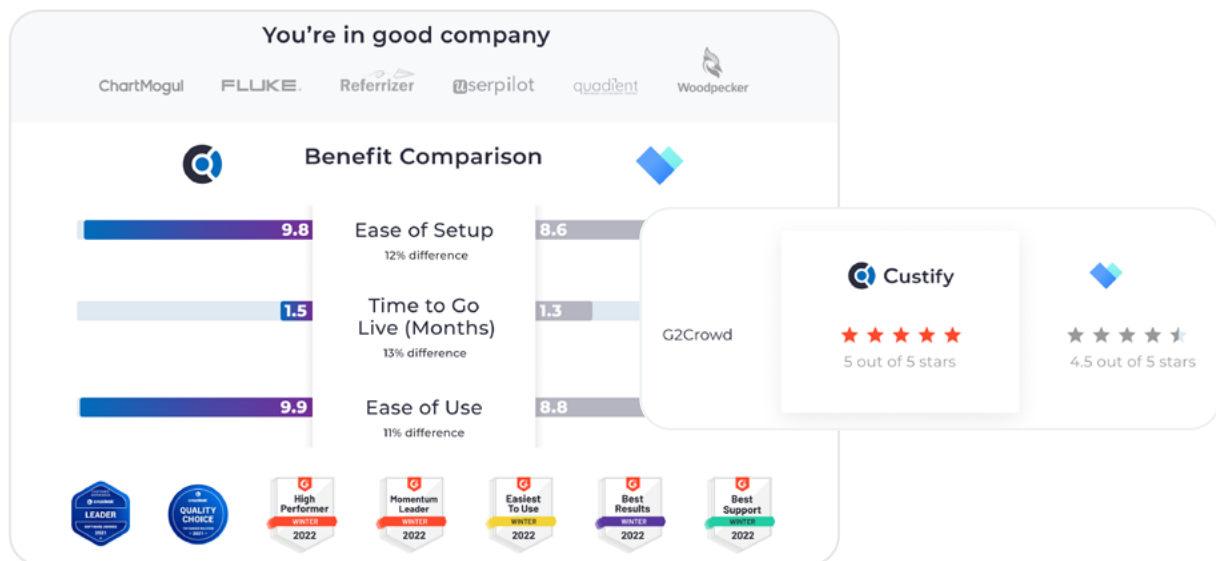 You're in good company
ChartMogul FLUKE. Referrizer userpilot quadient Woodpecker
Benefit Comparison
9.8 Ease of Setup 8.6
12% difference
1.5 Time to Go Live (Months) 1.3
13% difference
9.9 Ease of Use 8.8
11% difference
G2Crowd
Custify
5 out of 5 stars
4.5 out of 5 stars
LEADER
2021
QUALITY
CHOICE
2021
High
Performer
WINTER
2022
Momentum
Leader
WINTER
2022
Easiest
To Use
WINTER
2022
Best
Results
WINTER
2022
Best
Support
WINTER
2022